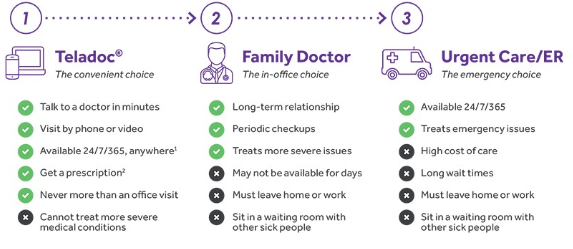 1
2
3
Teladoc®
The convenient choice
Talk to a doctor in minutes
Visit by phone or video
Available 24/7/365, anywhere¹
Get a prescription²
Never more than an office visit
Cannot treat more severe
medical conditions
Family Doctor
The in-office choice
Long-term relationship
Periodic checkups
Treats more severe issues
May not be available for days
Must leave home or work
Sit in a waiting room with
other sick people
Urgent Care/ER
The emergency choice
Available 24/7/365
Treats emergency issues
High cost of care
Long wait times
Must leave home or work
Sit in a waiting room with
other sick people